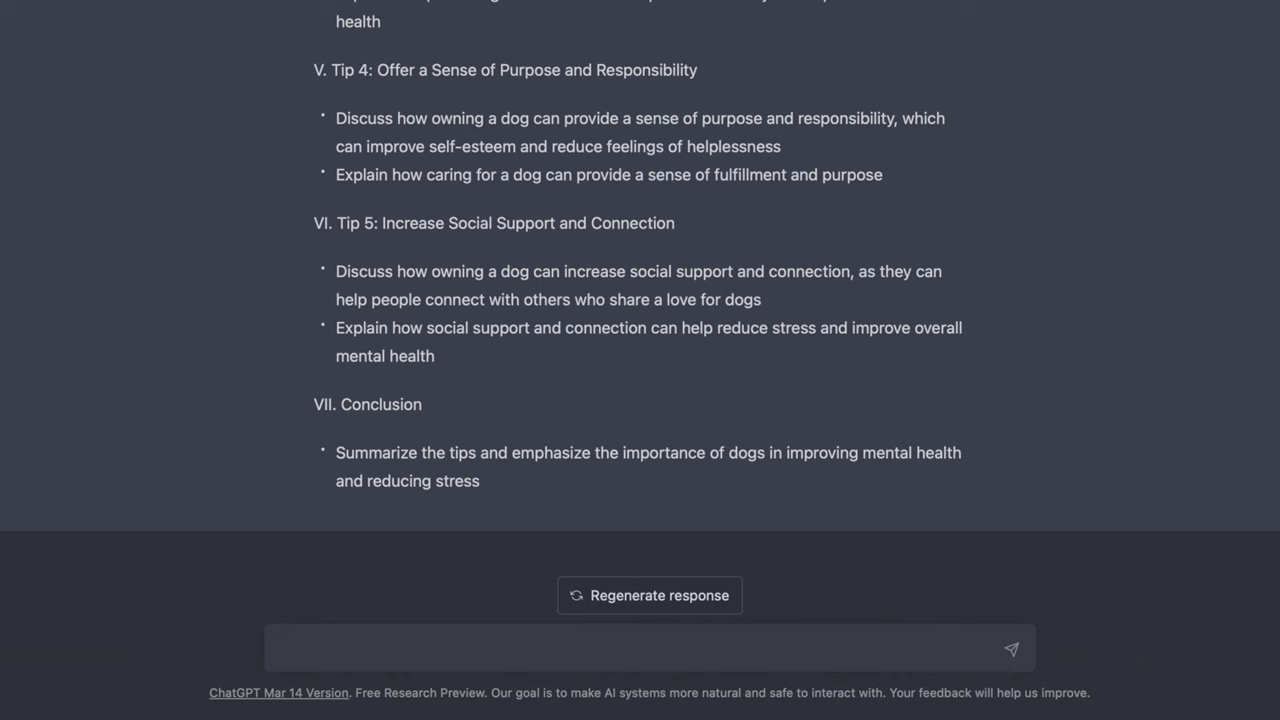 health
V. Tip 4: Offer a Sense of Purpose and Responsibility
• Discuss how owning a dog can provide a sense of purpose and responsibility, which
can improve self-esteem and reduce feelings of helplessness
• Explain how caring for a dog can provide a sense of fulfillment and purpose
VI. Tip 5: Increase Social Support and Connection
• Discuss how owning a dog can increase social support and connection, as they can
help people connect with others who share a love for dogs
• Explain how social support and connection can help reduce stress and improve overall
mental health
VII. Conclusion
• Summarize the tips and emphasize the importance of dogs in improving mental health
and reducing stress
Regenerate response
ChatGPT Mar 14 Version. Free Research Preview. Our goal is to make AI systems more natural and safe to interact with. Your feedback will help us improve.